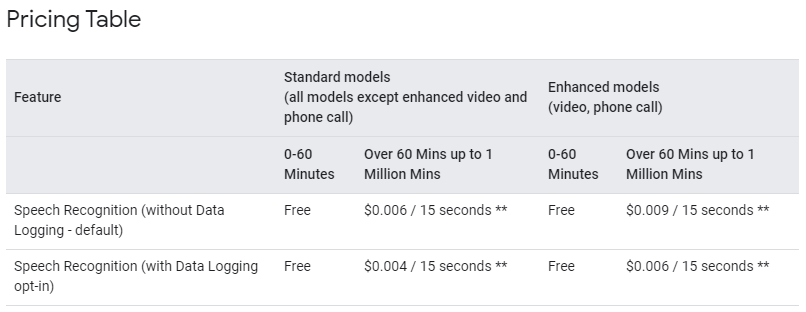 Pricing Table
Feature
Standard models
(all models except enhanced video and
phone call)
Enhanced models
(video, phone call)
0-60
Minutes
Over 60 Mins up to 1
Million Mins
0-60
Minutes
Over 60 Mins up to 1
Million Mins
Speech Recognition (without Data
Logging - default)
Free
$0.006 / 15 seconds **
Free
$0.009 / 15 seconds **
Speech Recognition (with Data Logging
opt-in)
Free
$0.004 / 15 seconds **
Free
$0.006 / 15 seconds **